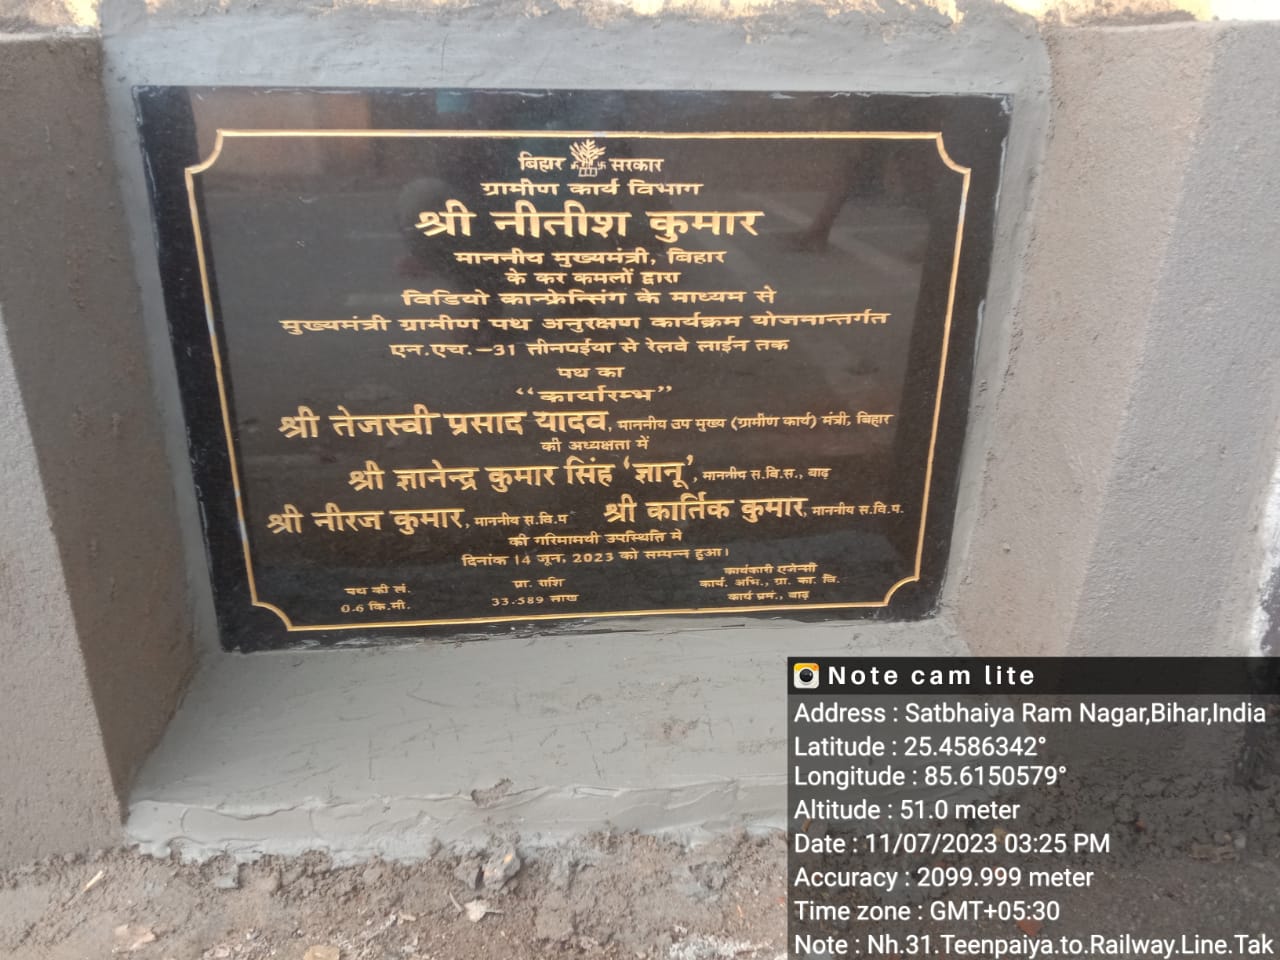 बिहार सरकार
ग्रामीण कार्य विभाग
श्री नीतीश कुमार
माननीय मुख्यमंत्री, बिहार
के कर कमलों द्वारा
विडियो कान्फ्रेन्सिंग के माध्यम से
मुख्यमंत्री ग्रामीण पथ अनुरक्षण कार्यक्रम योजनान्तर्गत
एन.एच.–31 तीनपईया से रेलवे लाईन तक
पथ का
“कार्यारम्भ”
श्री तेजस्वी प्रसाद यादव, माननीय उप मुख्य (ग्रामीण कार्य) मंत्री, बिहार
की अध्यक्षता में
श्री ज्ञानेन्द्र कुमार सिंह ‘ज्ञानू’, माननीय स.वि.स., बाढ़
श्री नीरज कुमार, माननीय स.वि.प श्री कार्तिक कुमार, माननीय स.वि.प.
की गरिमामयी उपस्थिति मे
दिनांक 14 जून, 2023 को सम्पन्न हुआ।
पथ की लं.
0.6 कि.मी.
प्रा. राशि
33.589 लाख
कार्यकारी एजेन्सी
कार्य. अभि., ग्रा. का. वि.
कार्य प्रमं., बाढ़
Note cam lite
Address : Satbhaiya Ram Nagar,Bihar,India
Latitude : 25.4586342°
Longitude : 85.6150579°
Altitude : 51.0 meter
Date : 11/07/2023 03:25 PM
Accuracy : 2099.999 meter
Time zone : GMT+05:30
Note : Nh.31.Teenpaiya.to.Railway.Line.Tak